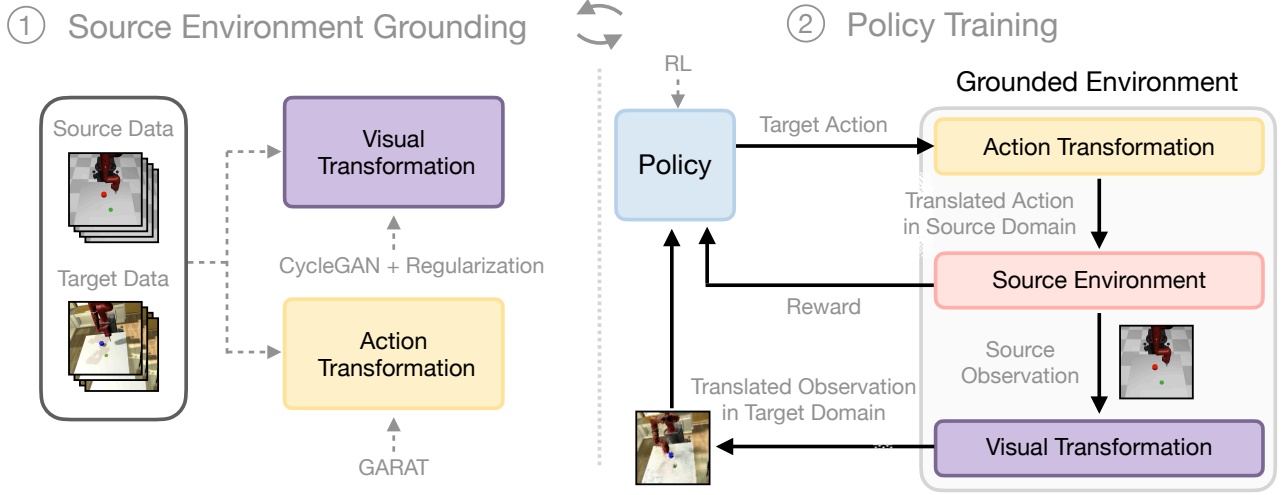 1 Source Environment Grounding
Source Data
Target Data
Visual
Transformation
CycleGAN + Regularization
Action
Transformation
GARAT
2 Policy Training
RL
Policy
Target Action
Grounded Environment
Action Transformation
Translated Action
in Source Domain
Source Environment
Reward
Source
Observation
Translated Observation
in Target Domain
Visual Transformation